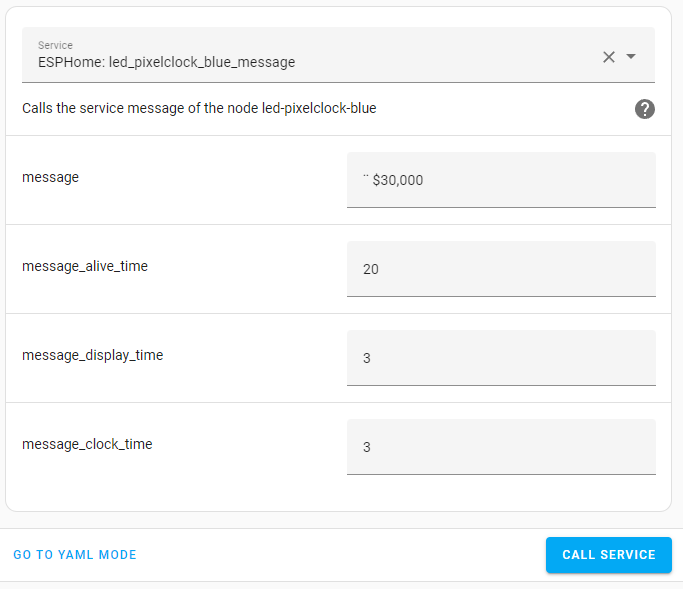 Service
ESPHome: led_pixelclock_blue_message
Calls the service message of the node led-pixelclock-blue
message
¨ $30,000
message_alive_time
20
message_display_time
3
message_clock_time
3
GO TO YAML MODE
CALL SERVICE